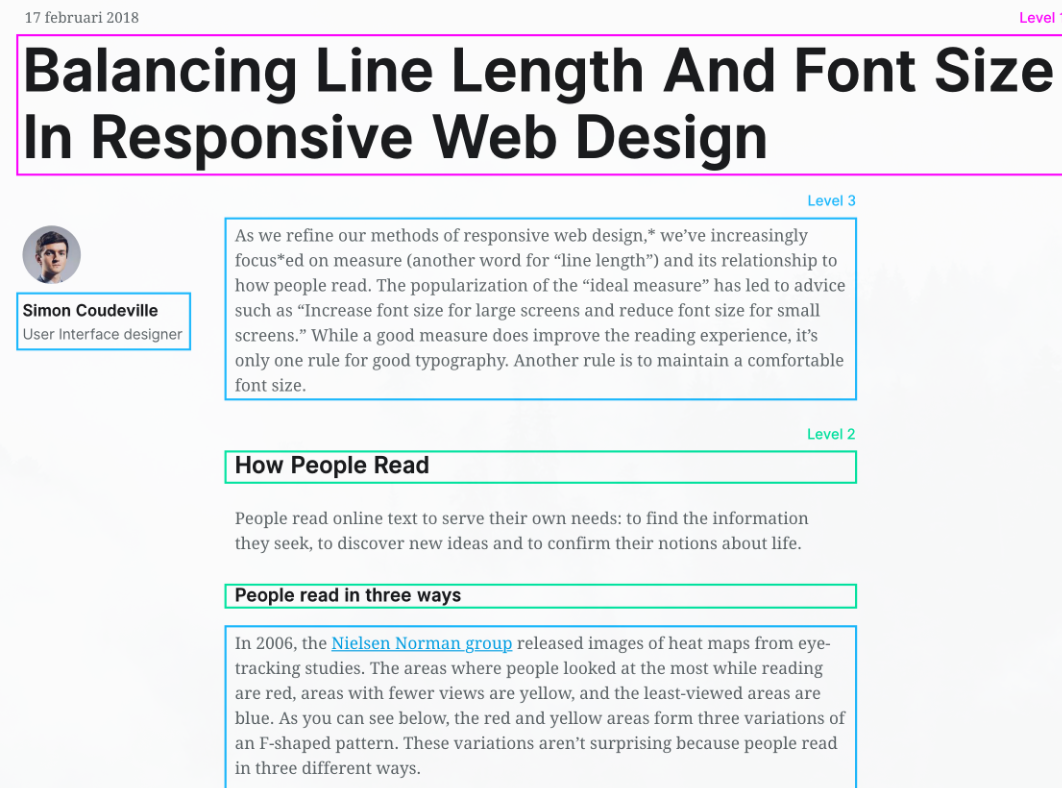 17 februari 2018
Level 1
Balancing Line Length And Font Size
In Responsive Web Design
Level 3
Simon Coudeville
User Interface designer
As we refine our methods of responsive web design,* we’ve increasingly
focus*ed on measure (another word for “line length”) and its relationship to
how people read. The popularization of the “ideal measure” has led to advice
such as “Increase font size for large screens and reduce font size for small
screens.” While a good measure does improve the reading experience, it’s
only one rule for good typography. Another rule is to maintain a comfortable
font size.
Level 2
How People Read
People read online text to serve their own needs: to find the information
they seek, to discover new ideas and to confirm their notions about life.
People read in three ways
In 2006, the Nielsen Norman group released images of heat maps from eye-
tracking studies. The areas where people looked at the most while reading
are red, areas with fewer views are yellow, and the least-viewed areas are
blue. As you can see below, the red and yellow areas form three variations of
an F-shaped pattern. These variations aren’t surprising because people read
in three different ways.